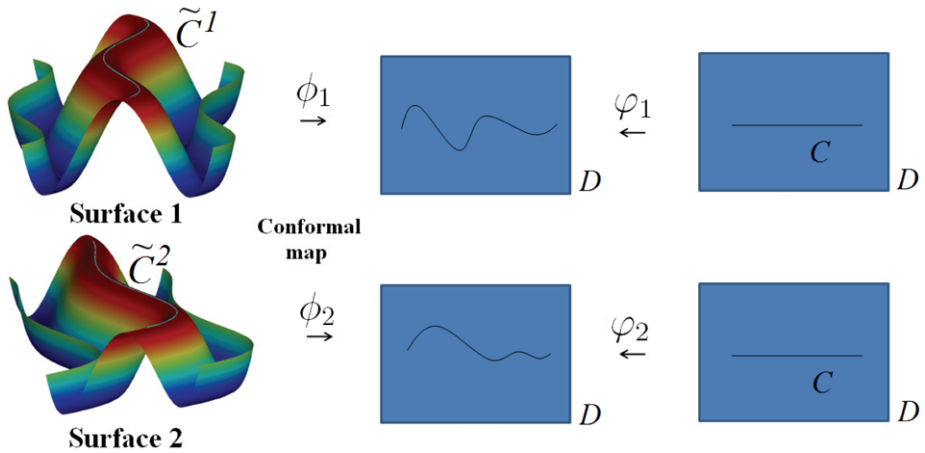 C̃¹
ϕ₁
→
φ₁
←
C
D
D
Surface 1
Conformal
map
C̃²
ϕ₂
→
φ₂
←
C
D
D
Surface 2